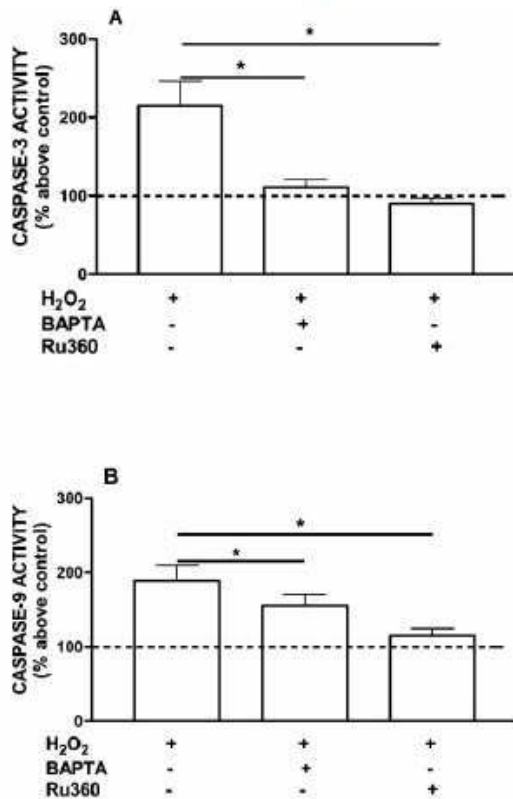 A
CASPASE-3 ACTIVITY
(% above control)
300
200
100
0
*
*
H₂O₂ + + +
BAPTA - + -
Ru360 - - +
B
CASPASE-9 ACTIVITY
(% above control)
300
200
100
0
*
*
H₂O₂ + + +
BAPTA - + -
Ru360 - - +